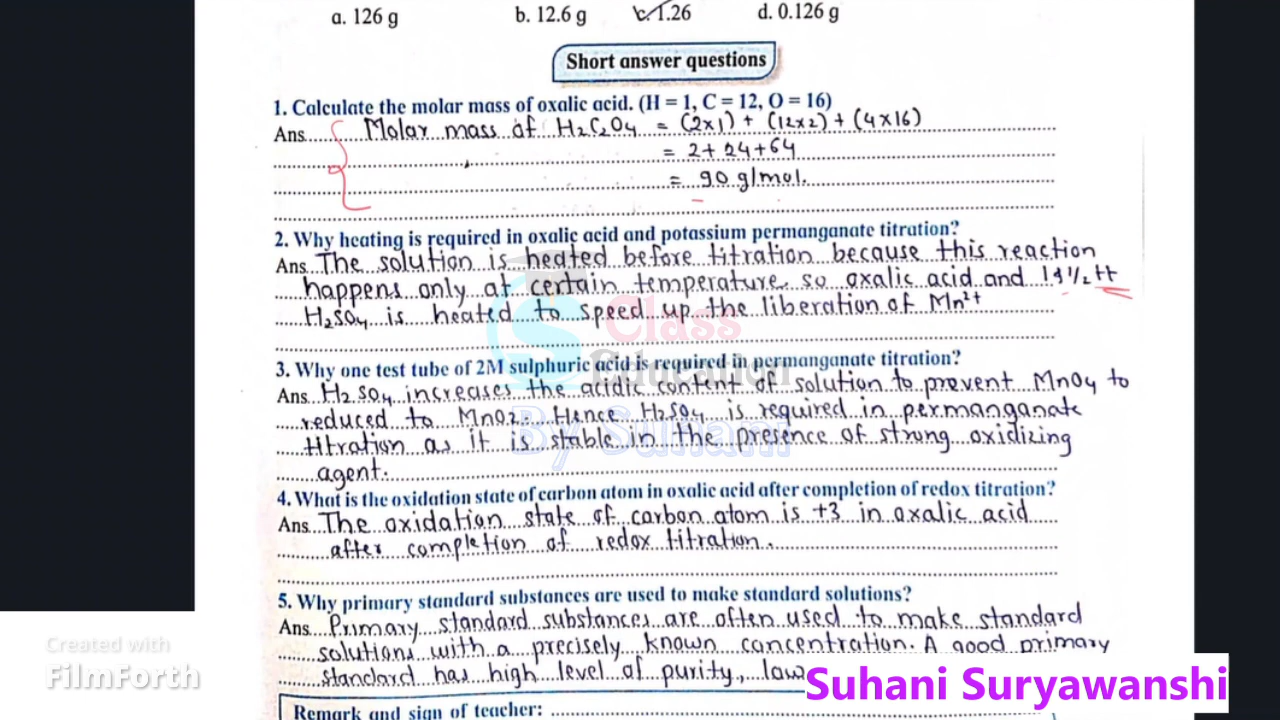 a. 126 g b. 12.6 g c. 1.26 d. 0.126 g
Short answer questions
1. Calculate the molar mass of oxalic acid. (H = 1, C = 12, O = 16)
Ans. Molar mass of H₂C₂O₄ = (2×1) + (12×2) + (4×16)
= 2+ 24+64
= 90 g/mol.
2. Why heating is required in oxalic acid and potassium permanganate titration?
Ans. The solution is heated before titration because this reaction
happens only at certain temperature so oxalic acid and
H₂SO₄ is heated to speed up the liberation of Mn²⁺
3. Why one test tube of 2M sulphuric acid is required in permanganate titration?
Ans. H₂SO₄ increases the acidic content of solution to prevent MnO₄ to
reduced to MnO₂. Hence H₂SO₄ is required in permanganate
titration as it is stable in the presence of strong oxidizing
agent.
4. What is the oxidation state of carbon atom in oxalic acid after completion of redox titration?
Ans. The oxidation state of carbon atom is +3 in oxalic acid
after completion of redox titration.
5. Why primary standard substances are used to make standard solutions?
Ans. Primary standard substances are often used to make standard
solutions with a precisely known concentration. A good primary
standard has high level of purity, low
Remark and sign of teacher:
Class
Education
By Suhani
Created with
FilmForth
Suhani Suryawanshi